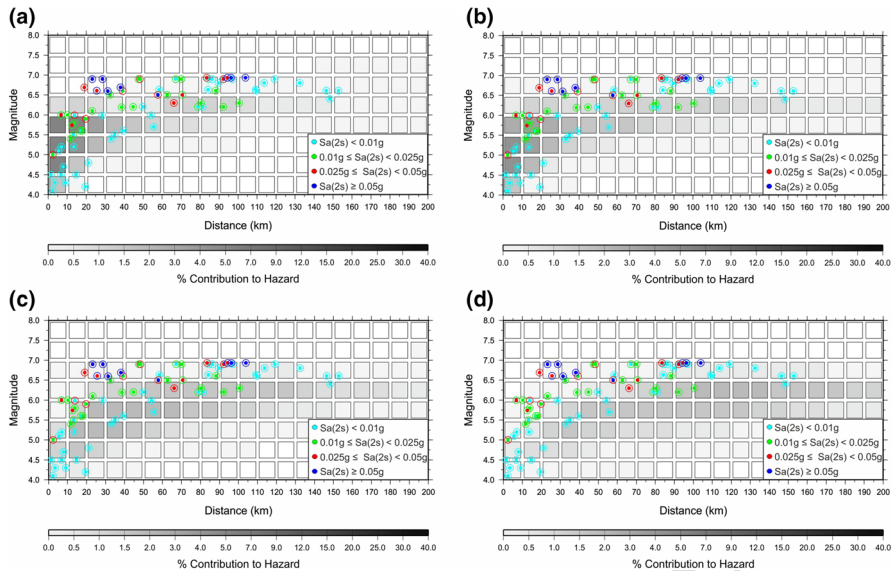 (a)
8.0
7.5
7.0
6.5
6.0
5.5
5.0
4.5
4.0
Magnitude
Sa(2s) < 0.01g
0.01g ≤ Sa(2s) < 0.025g
0.025g ≤ Sa(2s) < 0.05g
Sa(2s) ≥ 0.05g
0 10 20 30 40 50 60 70 80 90 100 110 120 130 140 150 160 170 180 190 200
Distance (km)
0.0 0.5 1.0 1.5 2.0 3.0 4.0 5.0 7.0 9.0 10.0 15.0 20.0 25.0 30.0 40.0
% Contribution to Hazard
(b)
8.0
7.5
7.0
6.5
6.0
5.5
5.0
4.5
4.0
Magnitude
Sa(2s) < 0.01g
0.01g ≤ Sa(2s) < 0.025g
0.025g ≤ Sa(2s) < 0.05g
Sa(2s) ≥ 0.05g
0 10 20 30 40 50 60 70 80 90 100 110 120 130 140 150 160 170 180 190 200
Distance (km)
0.0 0.5 1.0 1.5 2.0 3.0 4.0 5.0 7.0 9.0 10.0 15.0 20.0 25.0 30.0 40.0
% Contribution to Hazard
(c)
8.0
7.5
7.0
6.5
6.0
5.5
5.0
4.5
4.0
Magnitude
Sa(2s) < 0.01g
0.01g ≤ Sa(2s) < 0.025g
0.025g ≤ Sa(2s) < 0.05g
Sa(2s) ≥ 0.05g
0 10 20 30 40 50 60 70 80 90 100 110 120 130 140 150 160 170 180 190 200
Distance (km)
0.0 0.5 1.0 1.5 2.0 3.0 4.0 5.0 7.0 9.0 10.0 15.0 20.0 25.0 30.0 40.0
% Contribution to Hazard
(d)
8.0
7.5
7.0
6.5
6.0
5.5
5.0
4.5
4.0
Magnitude
Sa(2s) < 0.01g
0.01g ≤ Sa(2s) < 0.025g
0.025g ≤ Sa(2s) < 0.05g
Sa(2s) ≥ 0.05g
0 10 20 30 40 50 60 70 80 90 100 110 120 130 140 150 160 170 180 190 200
Distance (km)
0.0 0.5 1.0 1.5 2.0 3.0 4.0 5.0 7.0 9.0 10.0 15.0 20.0 25.0 30.0 40.0
% Contribution to Hazard